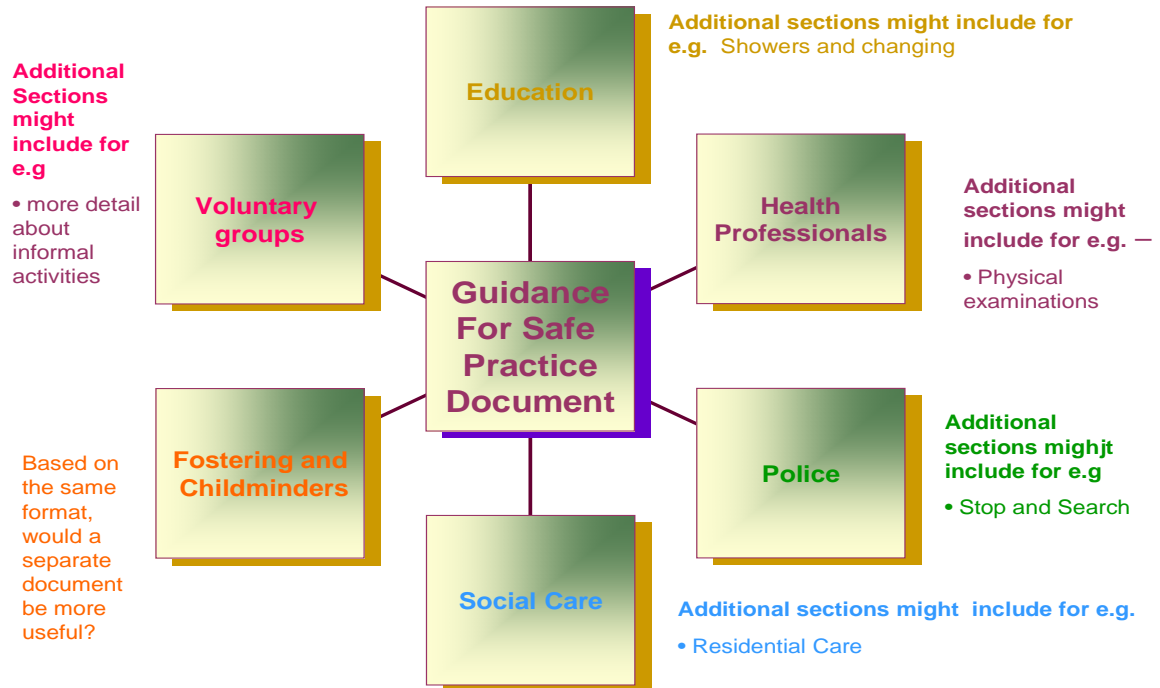 Additional sections might include for
e.g. Showers and changing
Education
Additional
Sections
might
include for
e.g
• more detail
about
informal
activities
Voluntary
groups
Health
Professionals
Additional
sections might
include for e.g. –
• Physical
examinations
Guidance
For Safe
Practice
Document
Based on
the same
format,
would a
separate
document
be more
useful?
Fostering and
Childminders
Police
Additional
sections mighjt
include for e.g
• Stop and Search
Social Care
Additional sections might include for e.g.
• Residential Care